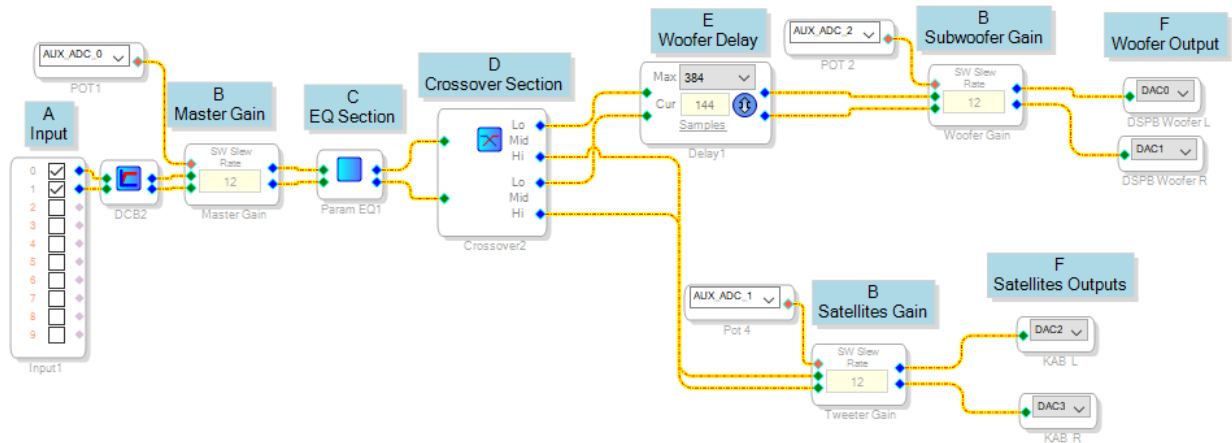 AUX_ADC_0
POT1
A
Input
0
1
2
3
4
5
6
7
8
9
Input1
DCB2
B
Master Gain
SW Slew
Rate
12
Master Gain
C
EQ Section
Param EQ1
D
Crossover Section
Lo
Mid
Hi
Lo
Mid
Hi
Crossover2
E
Woofer Delay
Max 384
Cur 144
Samples
Delay1
AUX_ADC_2
POT 2
B
Subwoofer Gain
SW Slew
Rate
12
Woofer Gain
F
Woofer Output
DAC0
DSPB Woofer L
DAC1
DSPB Woofer R
AUX_ADC_1
Pot 4
B
Satellites Gain
SW Slew
Rate
12
Tweeter Gain
F
Satellites Outputs
DAC2
KAB L
DAC3
KAB R